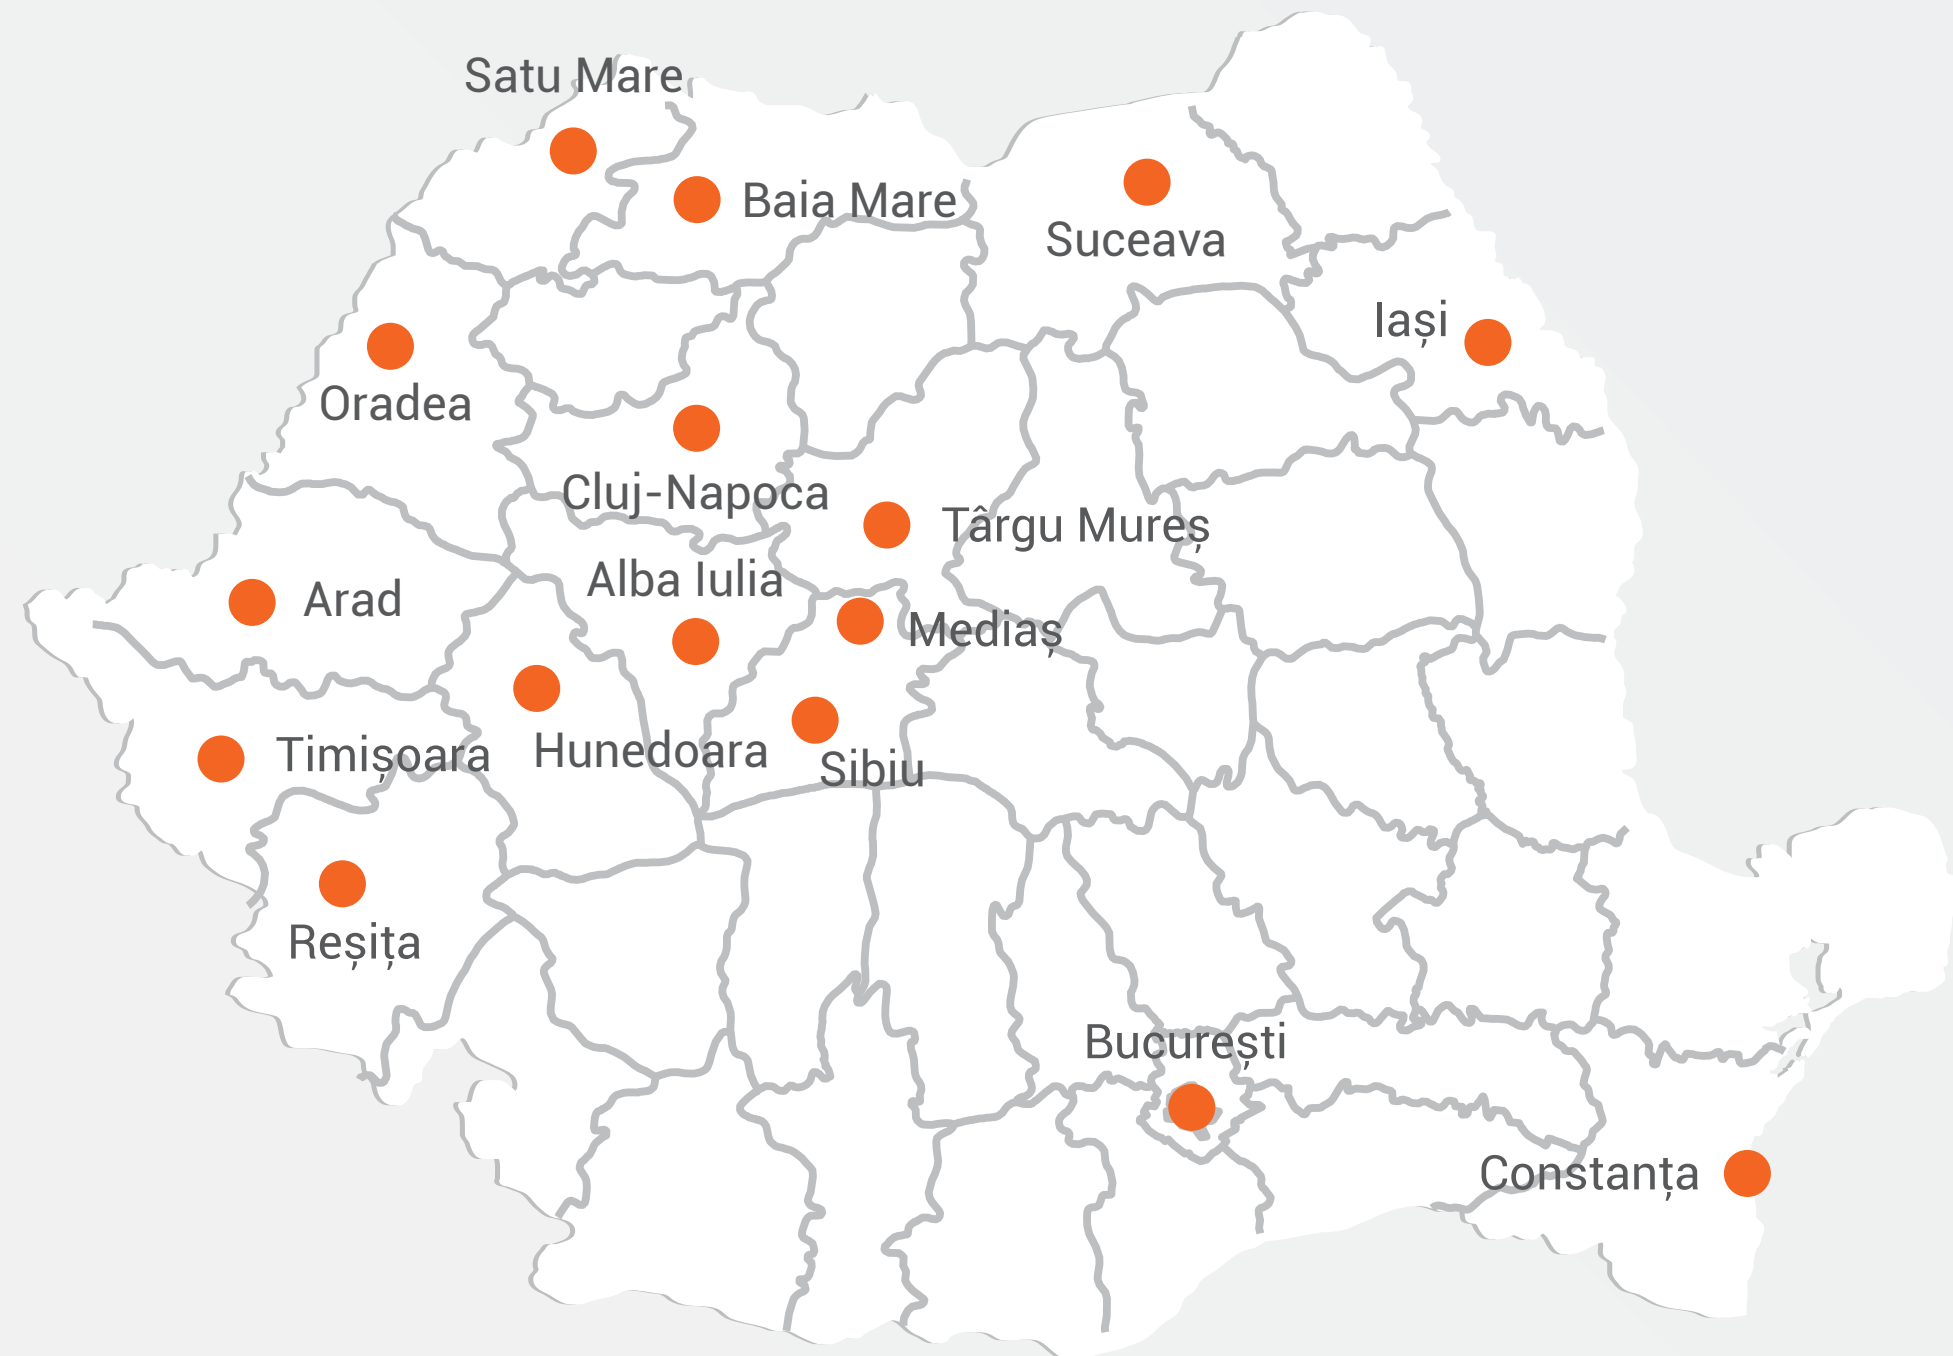 Satu Mare
Baia Mare
Suceava
Iași
Oradea
Cluj-Napoca
Târgu Mureș
Alba Iulia
Arad
Mediaș
Timișoara
Hunedoara
Sibiu
Reșița
București
Constanța